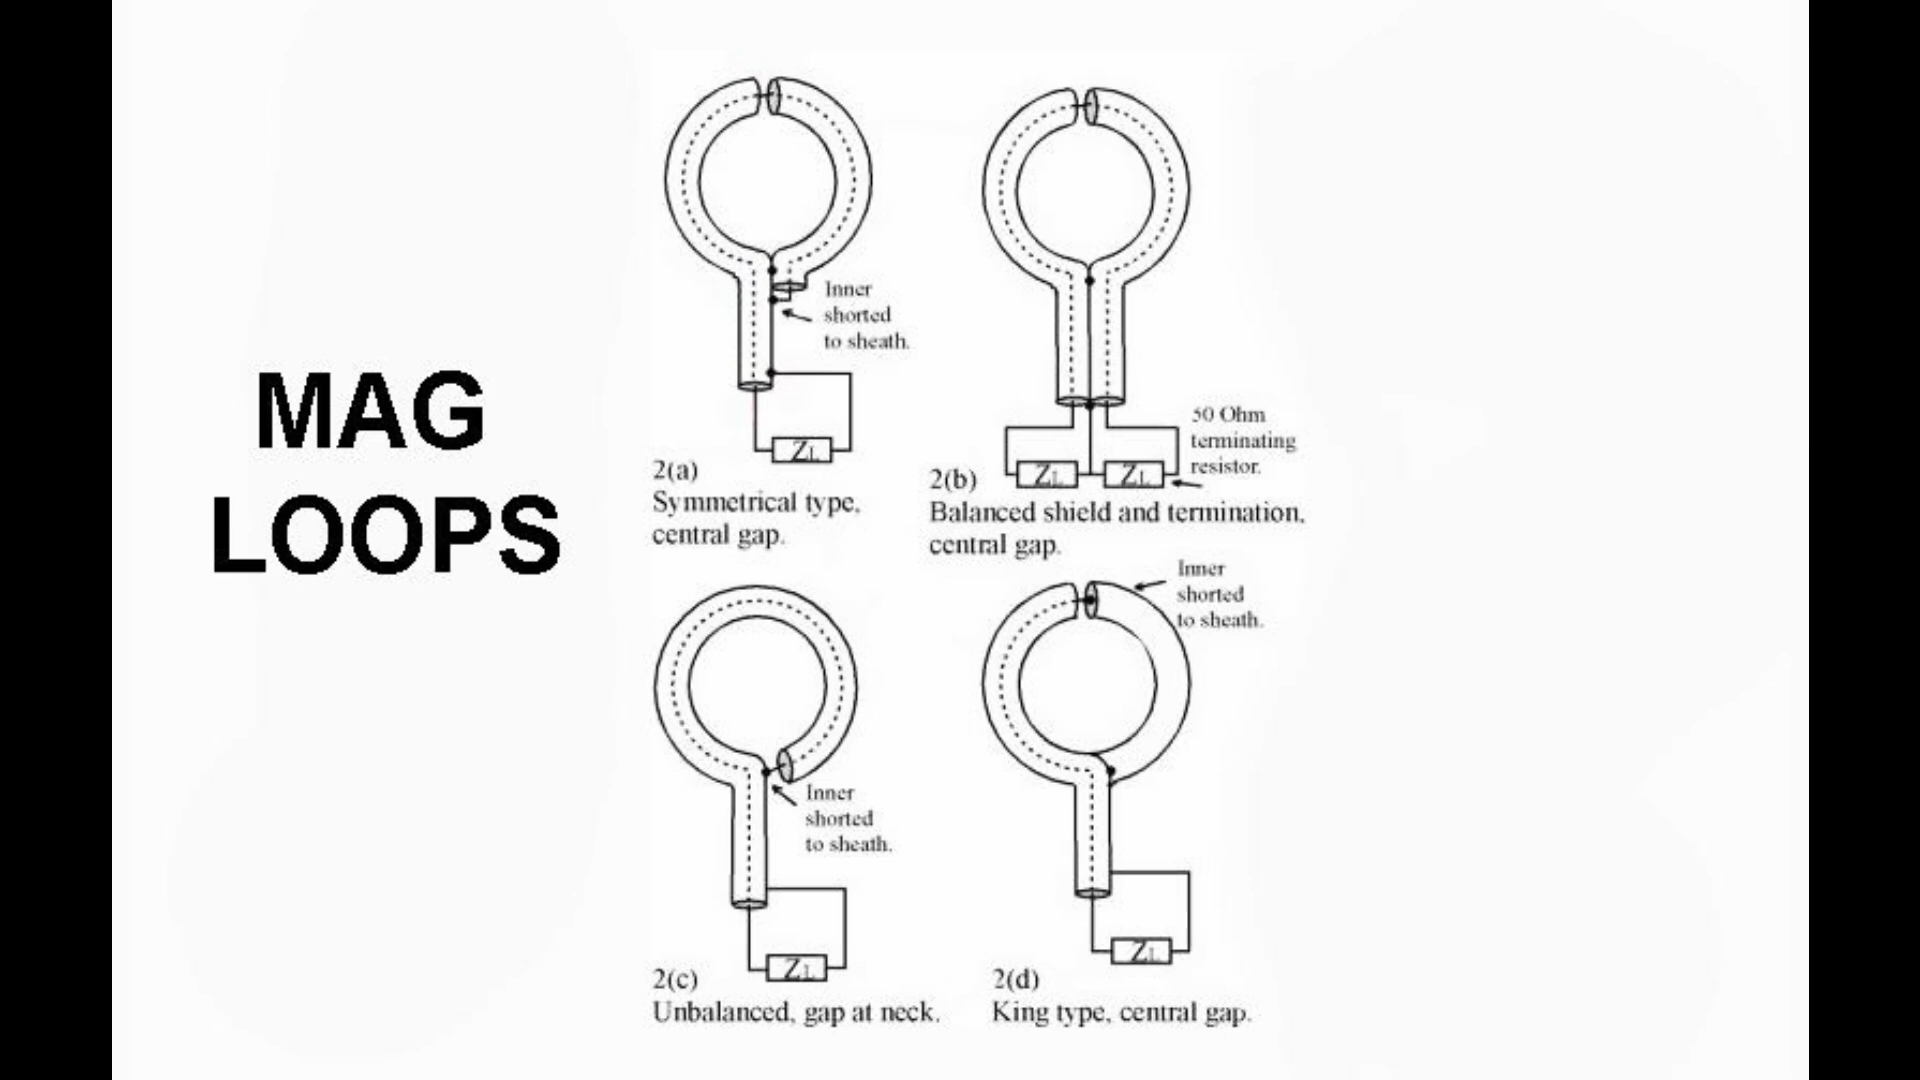 MAG
LOOPS
Inner
shorted
to sheath.
ZL
2(a)
Symmetrical type,
central gap.
50 Ohm
terminating
resistor.
ZL
ZL
2(b)
Balanced shield and termination,
central gap.
Inner
shorted
to sheath.
ZL
2(c)
Unbalanced, gap at neck.
Inner
shorted
to sheath.
ZL
2(d)
King type, central gap.